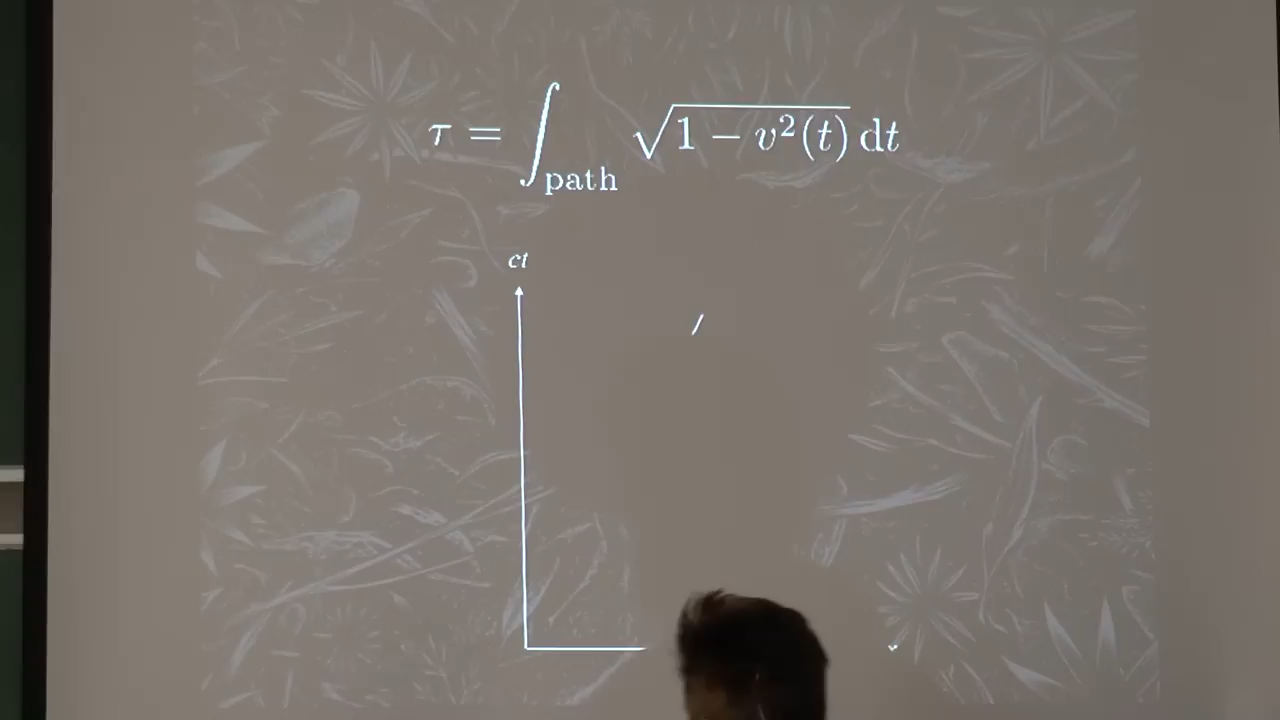 τ = ∫_path √(1 − v²(t)) dt
ct